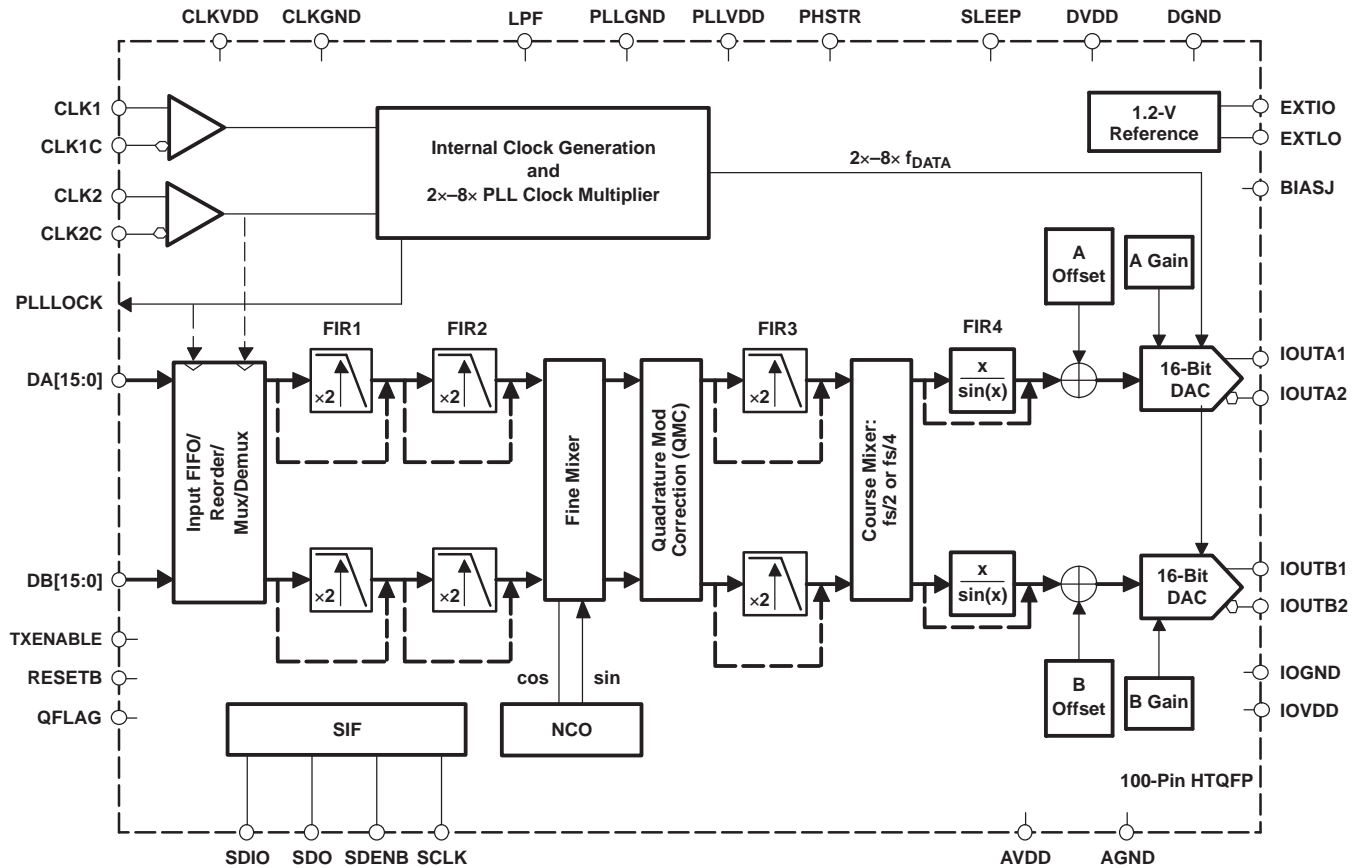 CLKVDD
CLKGND
LPF
PLLGND
PLLVDD
PHSTR
SLEEP
DVDD
DGND
CLK1
CLK1C
CLK2
CLK2C
PLLLOCK
Internal Clock Generation
and
2×–8× PLL Clock Multiplier
2×–8× fDATA
1.2-V
Reference
EXTIO
EXTLO
BIASJ
A
Offset
A Gain
FIR1
FIR2
FIR3
FIR4
DA[15:0]
Input FIFO/
Reorder/
Mux/Demux
×2
×2
Fine Mixer
Quadrature Mod
Correction (QMC)
×2
Course Mixer:
fs/2 or fs/4
x
sin(x)
16-Bit
DAC
IOUTA1
IOUTA2
DB[15:0]
×2
×2
×2
x
sin(x)
16-Bit
DAC
IOUTB1
IOUTB2
TXENABLE
RESETB
QFLAG
cos
sin
SIF
NCO
B
Offset
B Gain
IOGND
IOVDD
100-Pin HTQFP
SDIO
SDO
SDENB
SCLK
AVDD
AGND